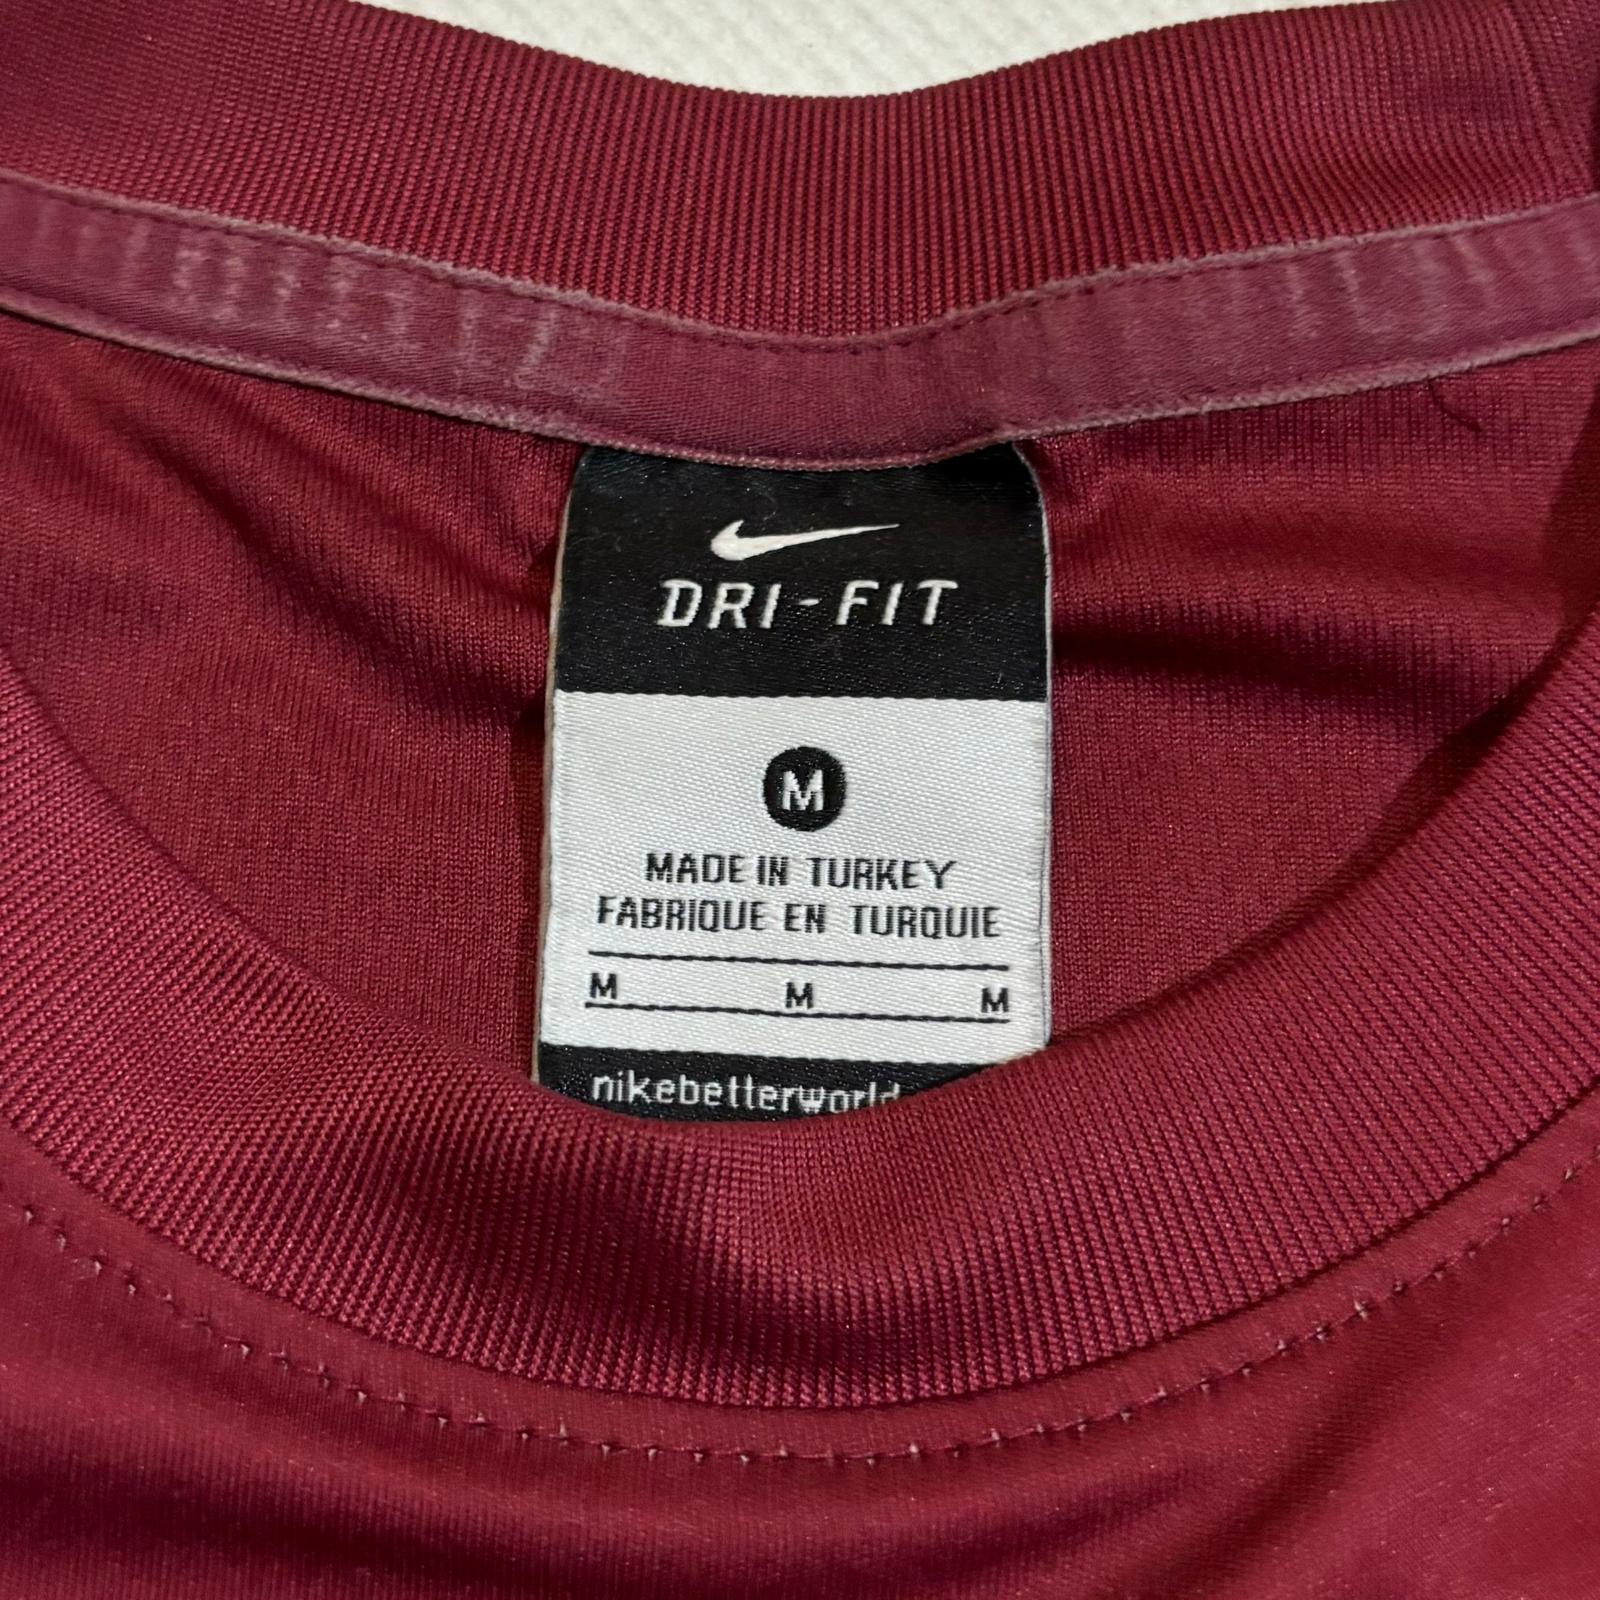 DRI-FIT
M
MADE IN TURKEY
FABRIQUE EN TURQUIE
M M M
nikebetterworld